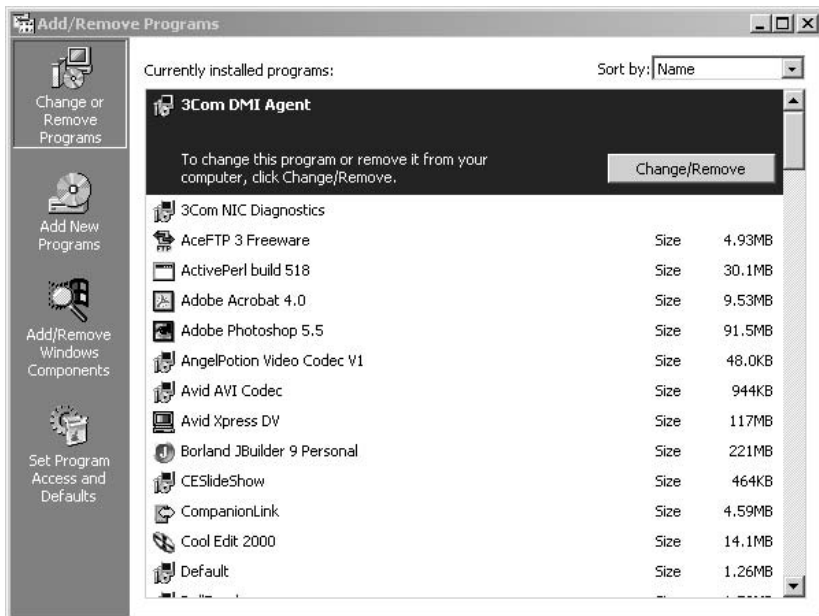 Add/Remove Programs
Change or
Remove
Programs
Add New
Programs
Add/Remove
Windows
Components
Set Program
Access and
Defaults
Currently installed programs:
Sort by: Name
3Com DMI Agent
To change this program or remove it from your
computer, click Change/Remove.
Change/Remove
3Com NIC Diagnostics
AceFTP 3 Freeware Size 4.93MB
ActivePerl build 518 Size 30.1MB
Adobe Acrobat 4.0 Size 9.53MB
Adobe Photoshop 5.5 Size 91.5MB
AngelPotion Video Codec V1 Size 48.0KB
Avid AVI Codec Size 944KB
Avid Xpress DV Size 117MB
Borland JBuilder 9 Personal Size 221MB
CESlideShow Size 464KB
CompanionLink Size 4.59MB
Cool Edit 2000 Size 14.1MB
Default Size 1.26MB